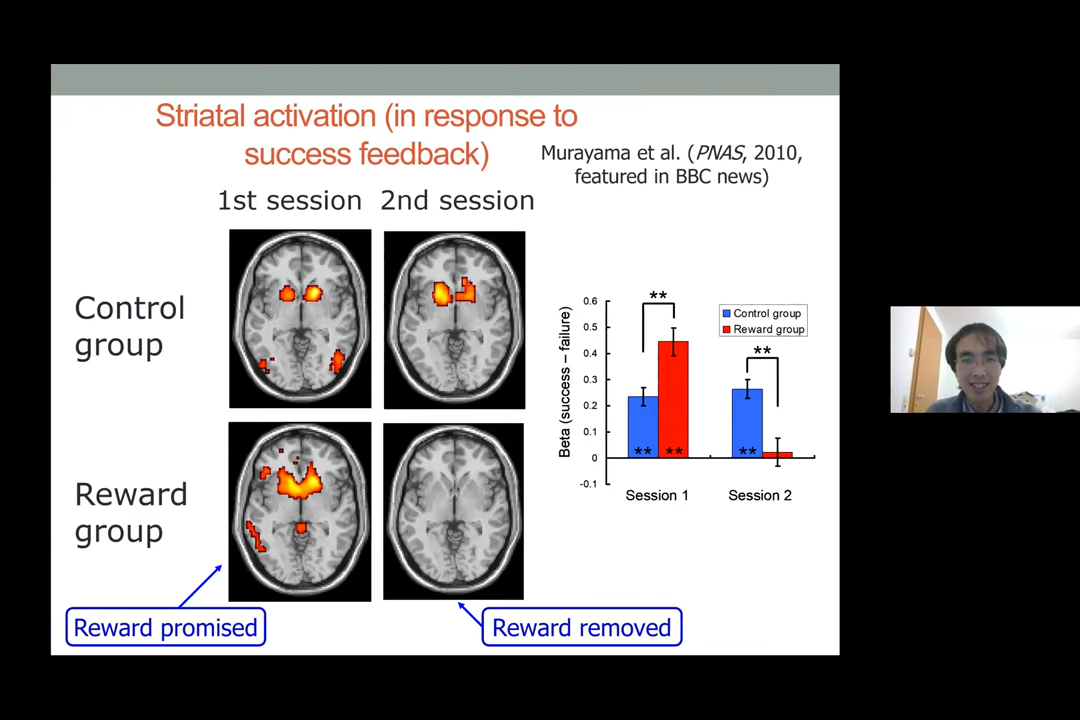 Striatal activation (in response to
success feedback)
Murayama et al. (PNAS, 2010,
featured in BBC news)
1st session
2nd session
Control
group
Reward
group
Reward promised
Reward removed
Beta (success – failure)
0.6
0.5
0.4
0.3
0.2
0.1
0
-0.1
**
**
** **
**
Control group
Reward group
Session 1
Session 2